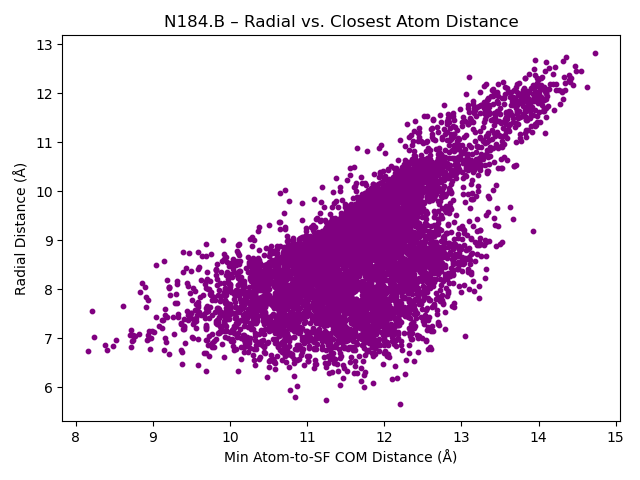 N184.B – Radial vs. Closest Atom Distance
Radial Distance (Å)
13
12
11
10
9
8
7
6
8 9 10 11 12 13 14 15
Min Atom-to-SF COM Distance (Å)